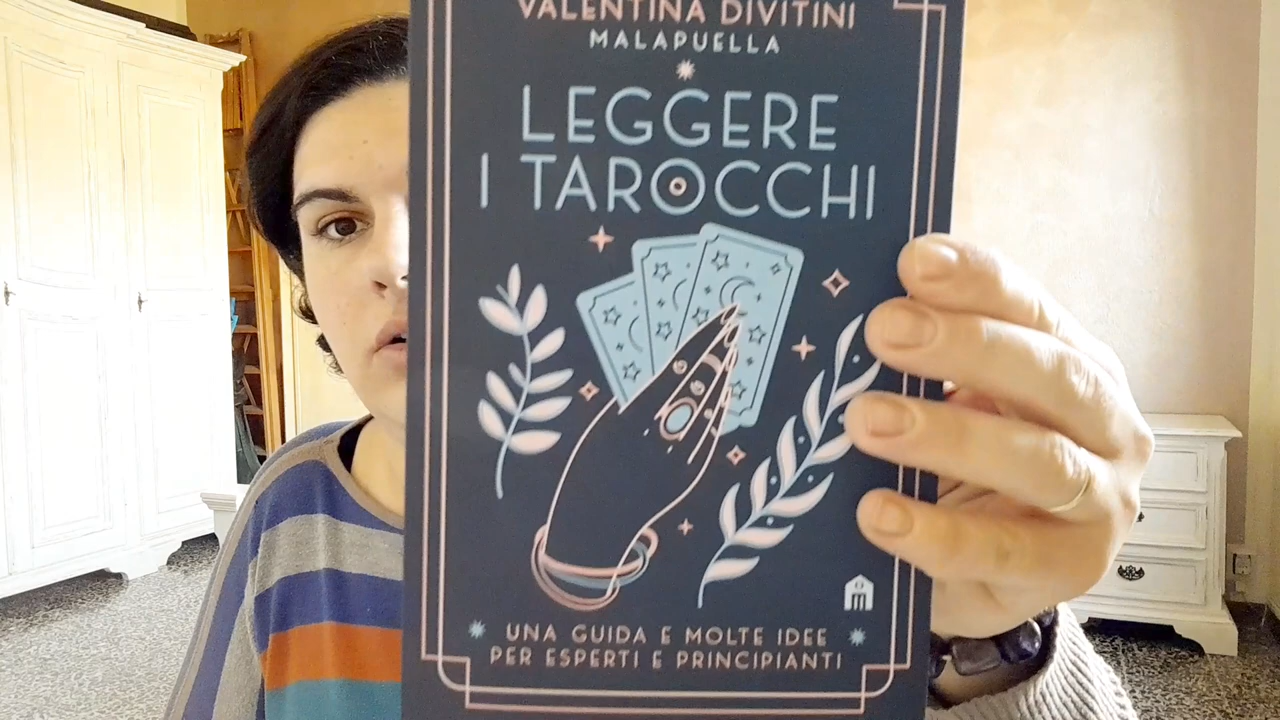 VALENTINA DIVITINI
MALAPUELLA
LEGGERE
I TAROCCHI
m
UNA GUIDA E MOLTE IDEE
PER ESPERTI E PRINCIPIANTI